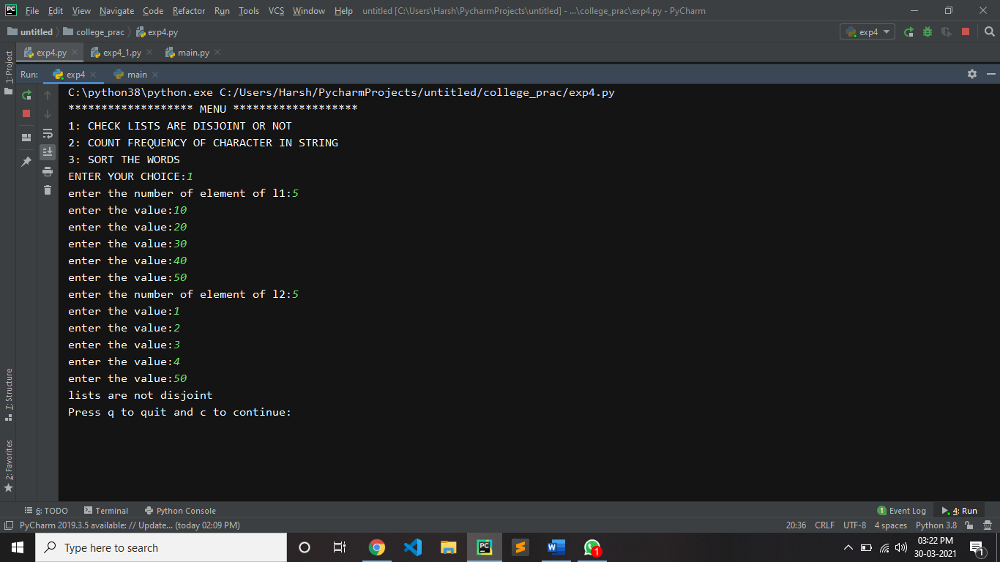 PC File Edit View Navigate Code Refactor Run Tools VCS Window Help untitled [C:\Users\Harsh\PycharmProjects\untitled] - ...\college_prac\exp4.py - PyCharm
untitled college_prac exp4.py exp4
exp4.py exp4_1.py main.py
1: Project
Run: exp4 main
C:\python38\python.exe C:/Users/Harsh/PycharmProjects/untitled/college_prac/exp4.py
******************* MENU *******************
1: CHECK LISTS ARE DISJOINT OR NOT
2: COUNT FREQUENCY OF CHARACTER IN STRING
3: SORT THE WORDS
ENTER YOUR CHOICE:1
enter the number of element of l1:5
enter the value:10
enter the value:20
enter the value:30
enter the value:40
enter the value:50
enter the number of element of l2:5
enter the value:1
enter the value:2
enter the value:3
enter the value:4
enter the value:50
lists are not disjoint
Press q to quit and c to continue:
7: Structure
2: Favorites
6: TODO Terminal Python Console 1 Event Log 4: Run
PyCharm 2019.3.5 available: // Update... (today 02:09 PM) 20:36 CRLF UTF-8 4 spaces Python 3.8
Type here to search PC W 1 03:22 PM
30-03-2021 1